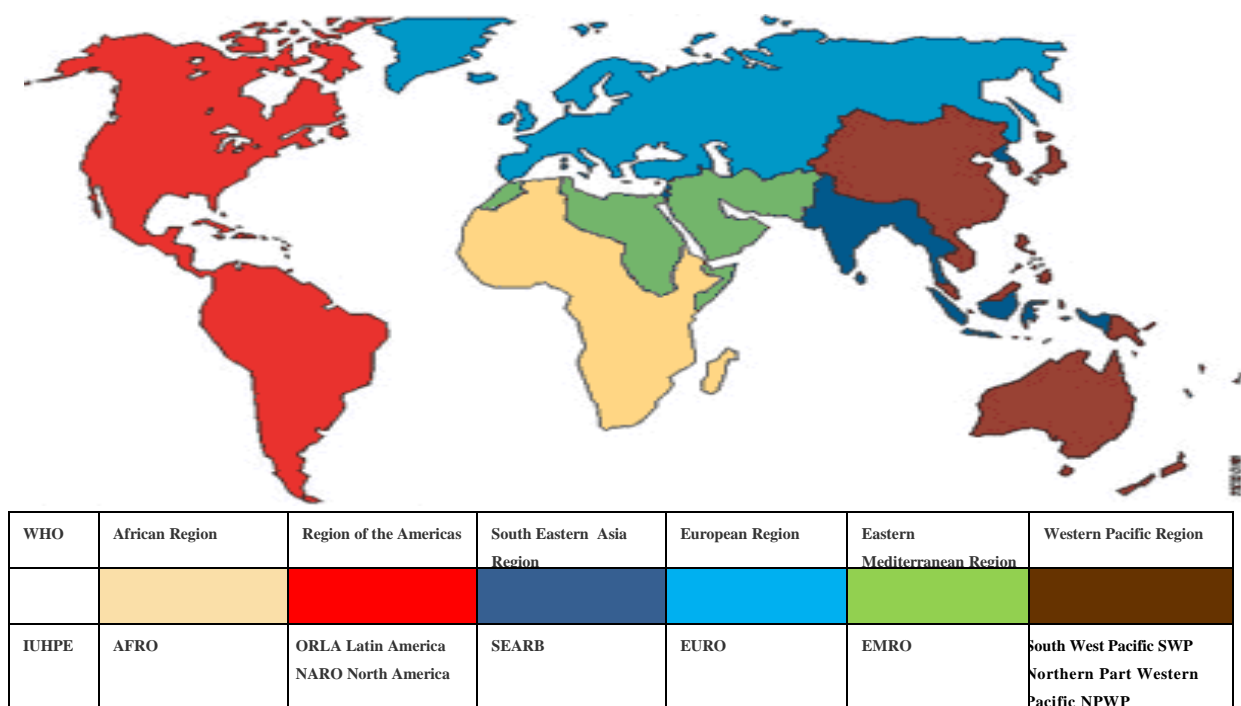 WHO African Region Region of the Americas South Eastern Asia Region European Region Eastern Mediterranean Region Western Pacific Region
IUHPE AFRO ORLA Latin America SEARB EURO EMRO South West Pacific SWP
NARO North America Northern Part Western
Pacific NPWP